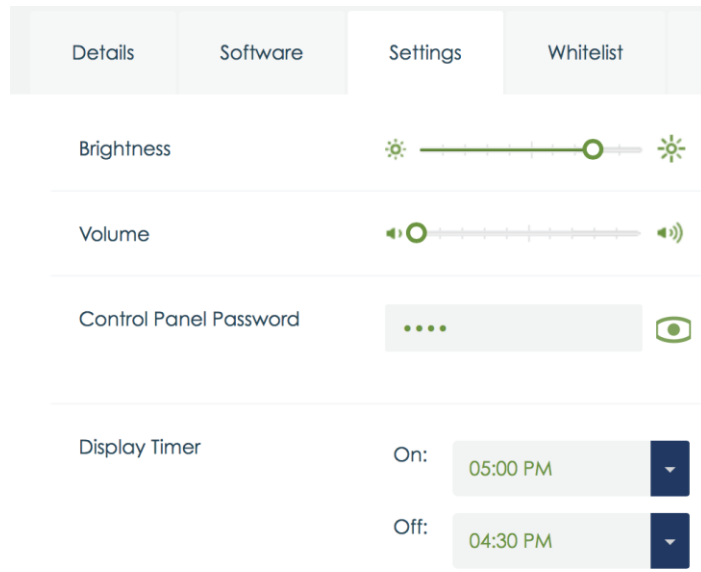 Details Software Settings Whitelist
Brightness
Volume
Control Panel Password ••••
Display Timer On: 05:00 PM
Off: 04:30 PM